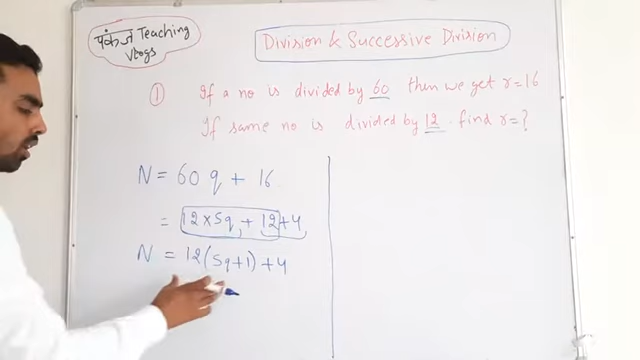 पंकज Teaching
Vlogs
Division & Successive Division
① If a no is divided by 60 then we get r=16
If same no is divided by 12. find r=?
N = 60 q + 16
= 12×5q + 12+4
N = 12(5q+1)+4